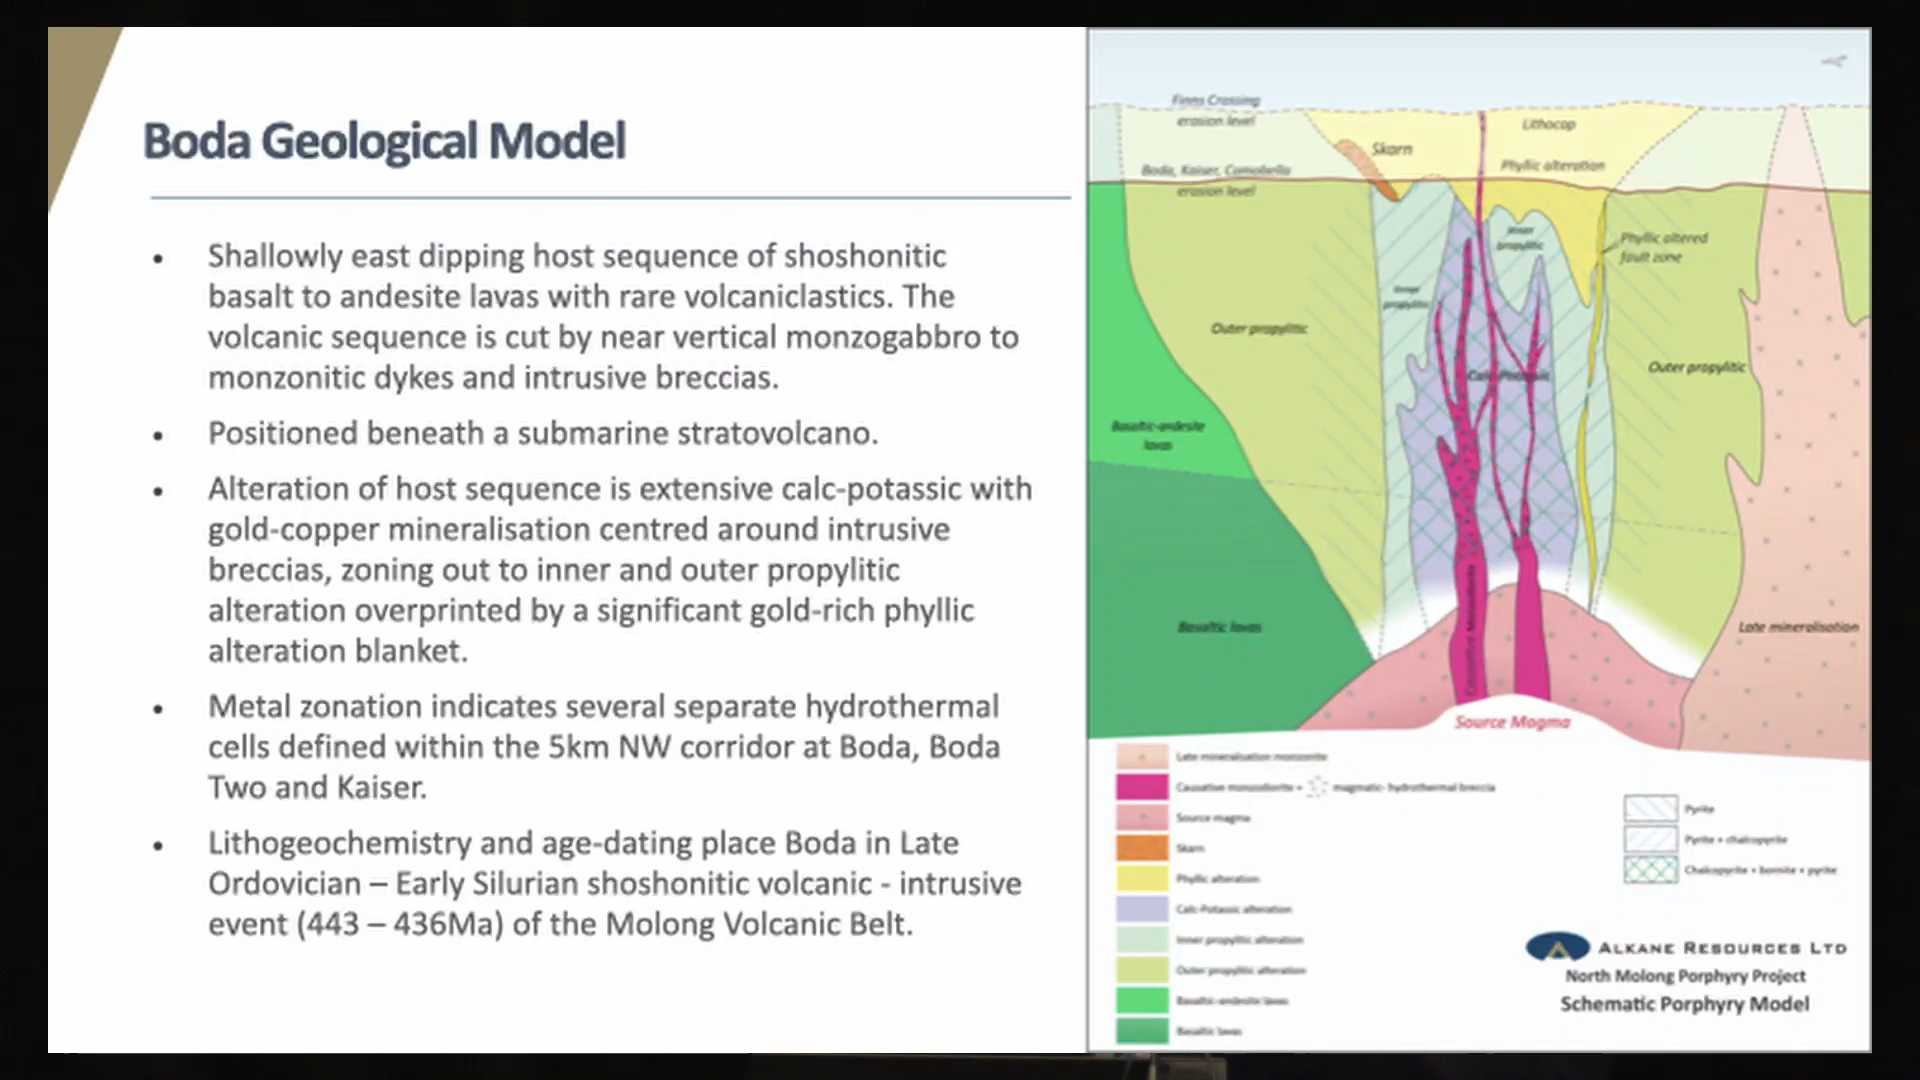 Boda Geological Model
• Shallowly east dipping host sequence of shoshonitic
basalt to andesite lavas with rare volcaniclastics. The
volcanic sequence is cut by near vertical monzogabbro to
monzonitic dykes and intrusive breccias.
• Positioned beneath a submarine stratovolcano.
• Alteration of host sequence is extensive calc-potassic with
gold-copper mineralisation centred around intrusive
breccias, zoning out to inner and outer propylitic
alteration overprinted by a significant gold-rich phyllic
alteration blanket.
• Metal zonation indicates several separate hydrothermal
cells defined within the 5km NW corridor at Boda, Boda
Two and Kaiser.
• Lithogeochemistry and age-dating place Boda in Late
Ordovician – Early Silurian shoshonitic volcanic - intrusive
event (443 – 436Ma) of the Molong Volcanic Belt.
Finns Crossing
erosion level
Lithocap
Skarn
Phyllic alteration
Boda, Kaiser, Comobella
erosion level
Inner
propylitic
Phyllic altered
fault zone
Inner
propylitic
Outer propylitic
Outer propylitic
Calc-Potassic
Basaltic-andesite
lavas
Basaltic lavas
Late mineralisation
Source Magma
Late mineralisation monzonite
Causative monzodiorite + magmatic- hydrothermal breccia
Source magma
Skarn
Phyllic alteration
Calc-Potassic alteration
Inner propylitic alteration
Outer propylitic alteration
Basaltic-andesite lavas
Basaltic lavas
Pyrite
Pyrite + chalcopyrite
Chalcopyrite + bornite + pyrite
ALKANE RESOURCES LTD
North Molong Porphyry Project
Schematic Porphyry Model